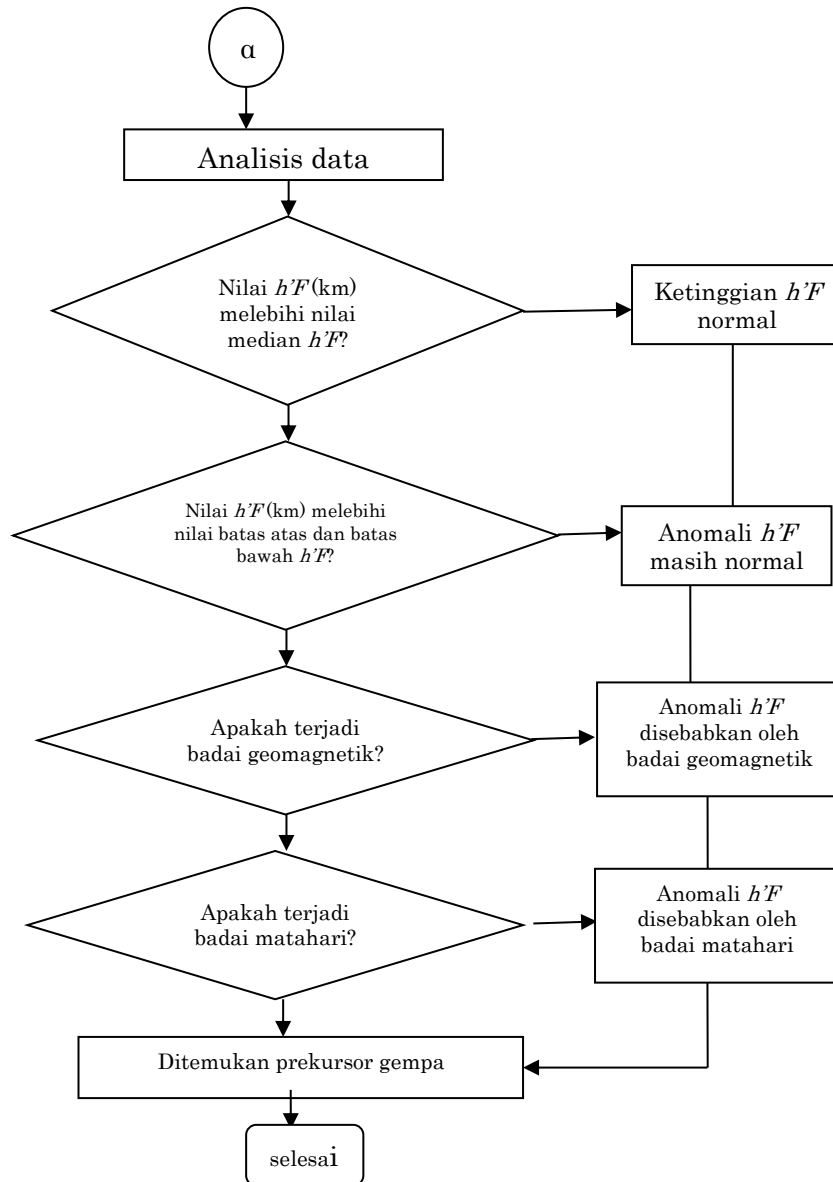 α
Analisis data
Nilai h'F (km)
melebihi nilai
median h'F?
Ketinggian h'F
normal
Nilai h'F (km) melebihi
nilai batas atas dan batas
bawah h'F?
Anomali h'F
masih normal
Apakah terjadi
badai geomagnetik?
Anomali h'F
disebabkan oleh
badai geomagnetik
Apakah terjadi
badai matahari?
Anomali h'F
disebabkan oleh
badai matahari
Ditemukan prekursor gempa
selesai